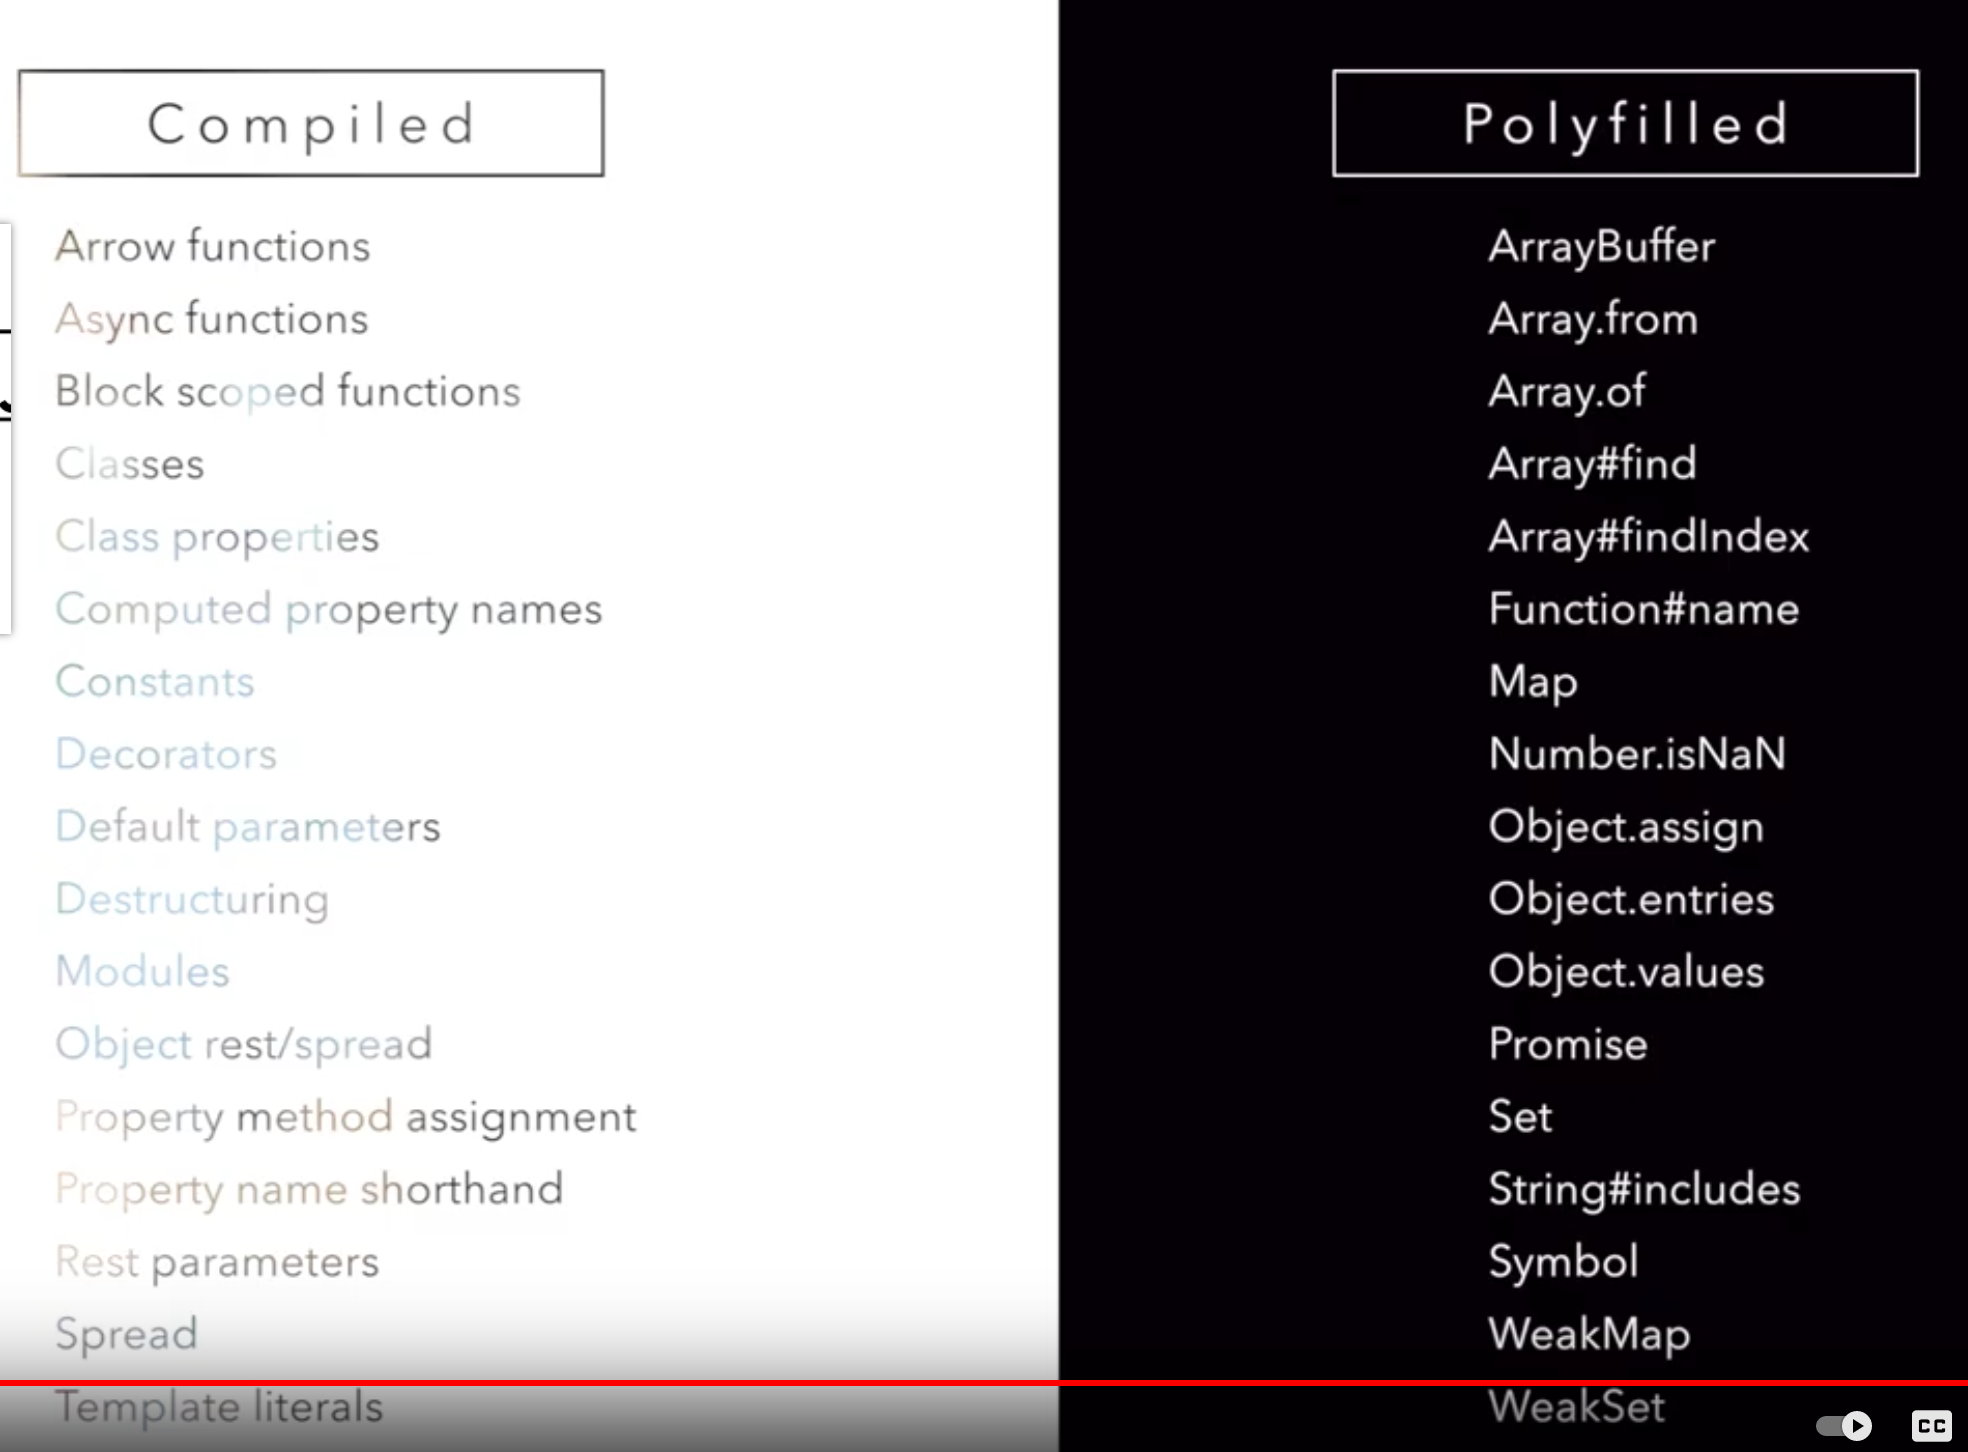 Compiled
Arrow functions
Async functions
Block scoped functions
Classes
Class properties
Computed property names
Constants
Decorators
Default parameters
Destructuring
Modules
Object rest/spread
Property method assignment
Property name shorthand
Rest parameters
Spread
Template literals
Polyfilled
ArrayBuffer
Array.from
Array.of
Array#find
Array#findIndex
Function#name
Map
Number.isNaN
Object.assign
Object.entries
Object.values
Promise
Set
String#includes
Symbol
WeakMap
WeakSet
CC